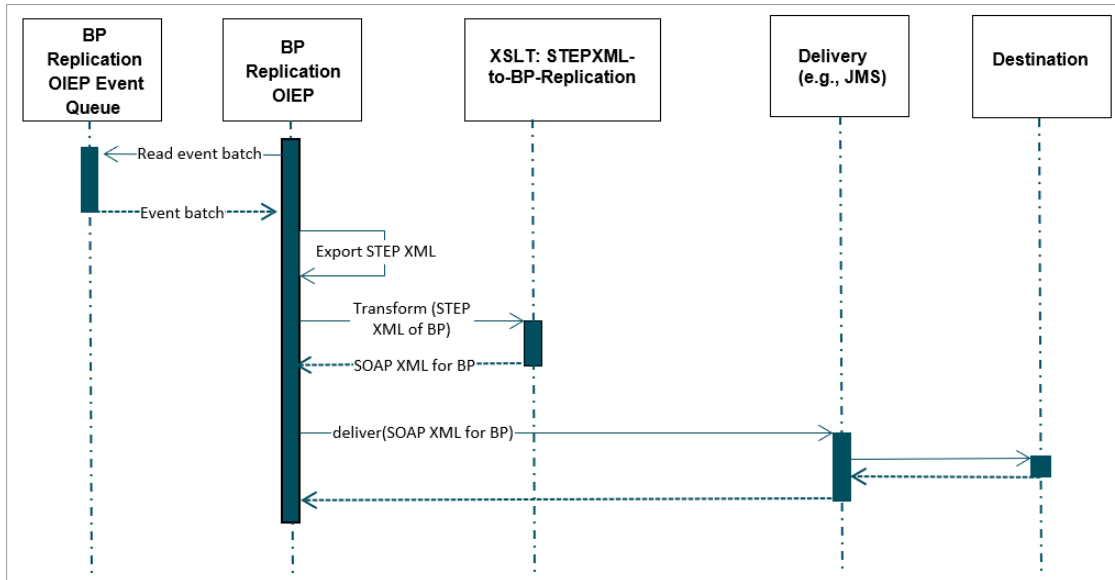 BP
Replication
OIEP Event
Queue
BP
Replication
OIEP
XSLT: STEPXML-
to-BP-Replication
Delivery
(e.g., JMS)
Destination
Read event batch
Event batch
Export STEP XML
Transform (STEP
XML of BP)
SOAP XML for BP
deliver(SOAP XML for BP)